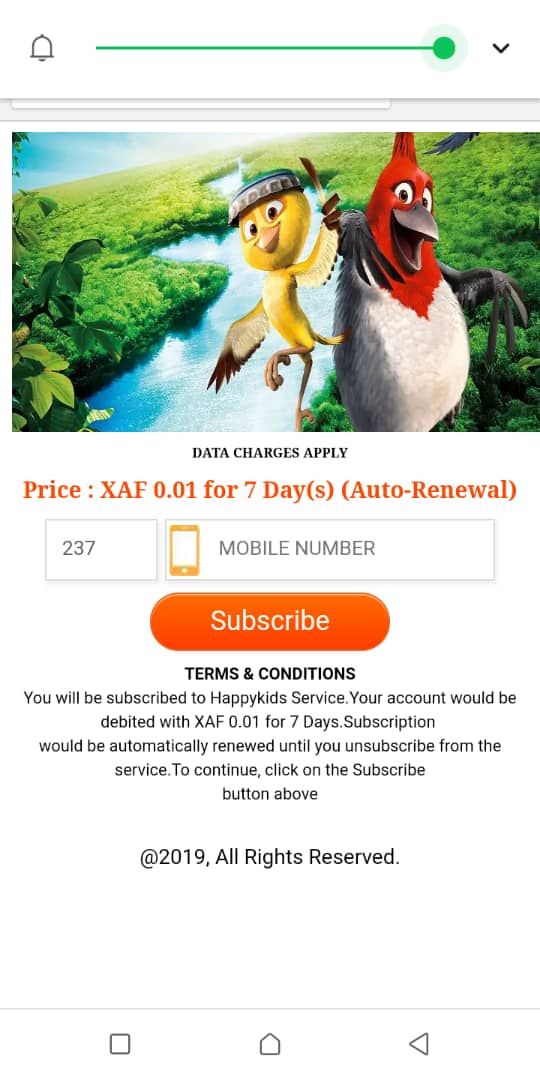 DATA CHARGES APPLY
Price : XAF 0.01 for 7 Day(s) (Auto-Renewal)
237
MOBILE NUMBER
Subscribe
TERMS & CONDITIONS
You will be subscribed to Happykids Service.Your account would be
debited with XAF 0.01 for 7 Days.Subscription
would be automatically renewed until you unsubscribe from the
service.To continue, click on the Subscribe
button above
@2019, All Rights Reserved.